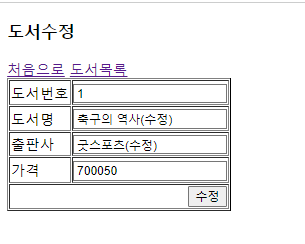 도서수정
처음으로 도서목록
도서번호 1
도서명 축구의 역사(수정)
출판사 굿스포츠(수정)
가격 700050
수정